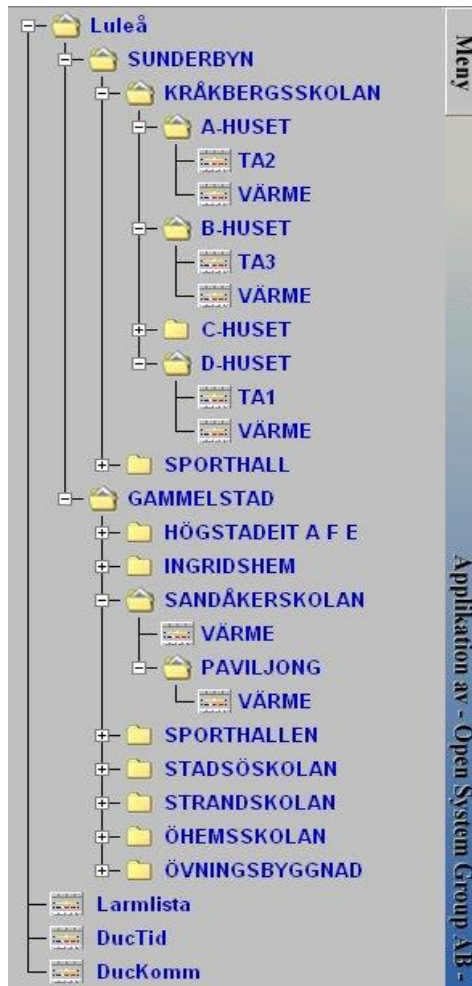 Luleå
SUNDERBYN
KRÅKBERGSSKOLAN
A-HUSET
TA2
VÄRME
B-HUSET
TA3
VÄRME
C-HUSET
D-HUSET
TA1
VÄRME
SPORTHALL
GAMMELSTAD
HÖGSTADEIT A F E
INGRIDSHEM
SANDÅKERSKOLAN
VÄRME
PAVILJONG
VÄRME
SPORTHALLEN
STADSÖSKOLAN
STRANDSKOLAN
ÖHEMSSKOLAN
ÖVNINGSBYGGNAD
Larmlista
DucTid
DucKomm
Meny
Applikation av - Open System Group AB -